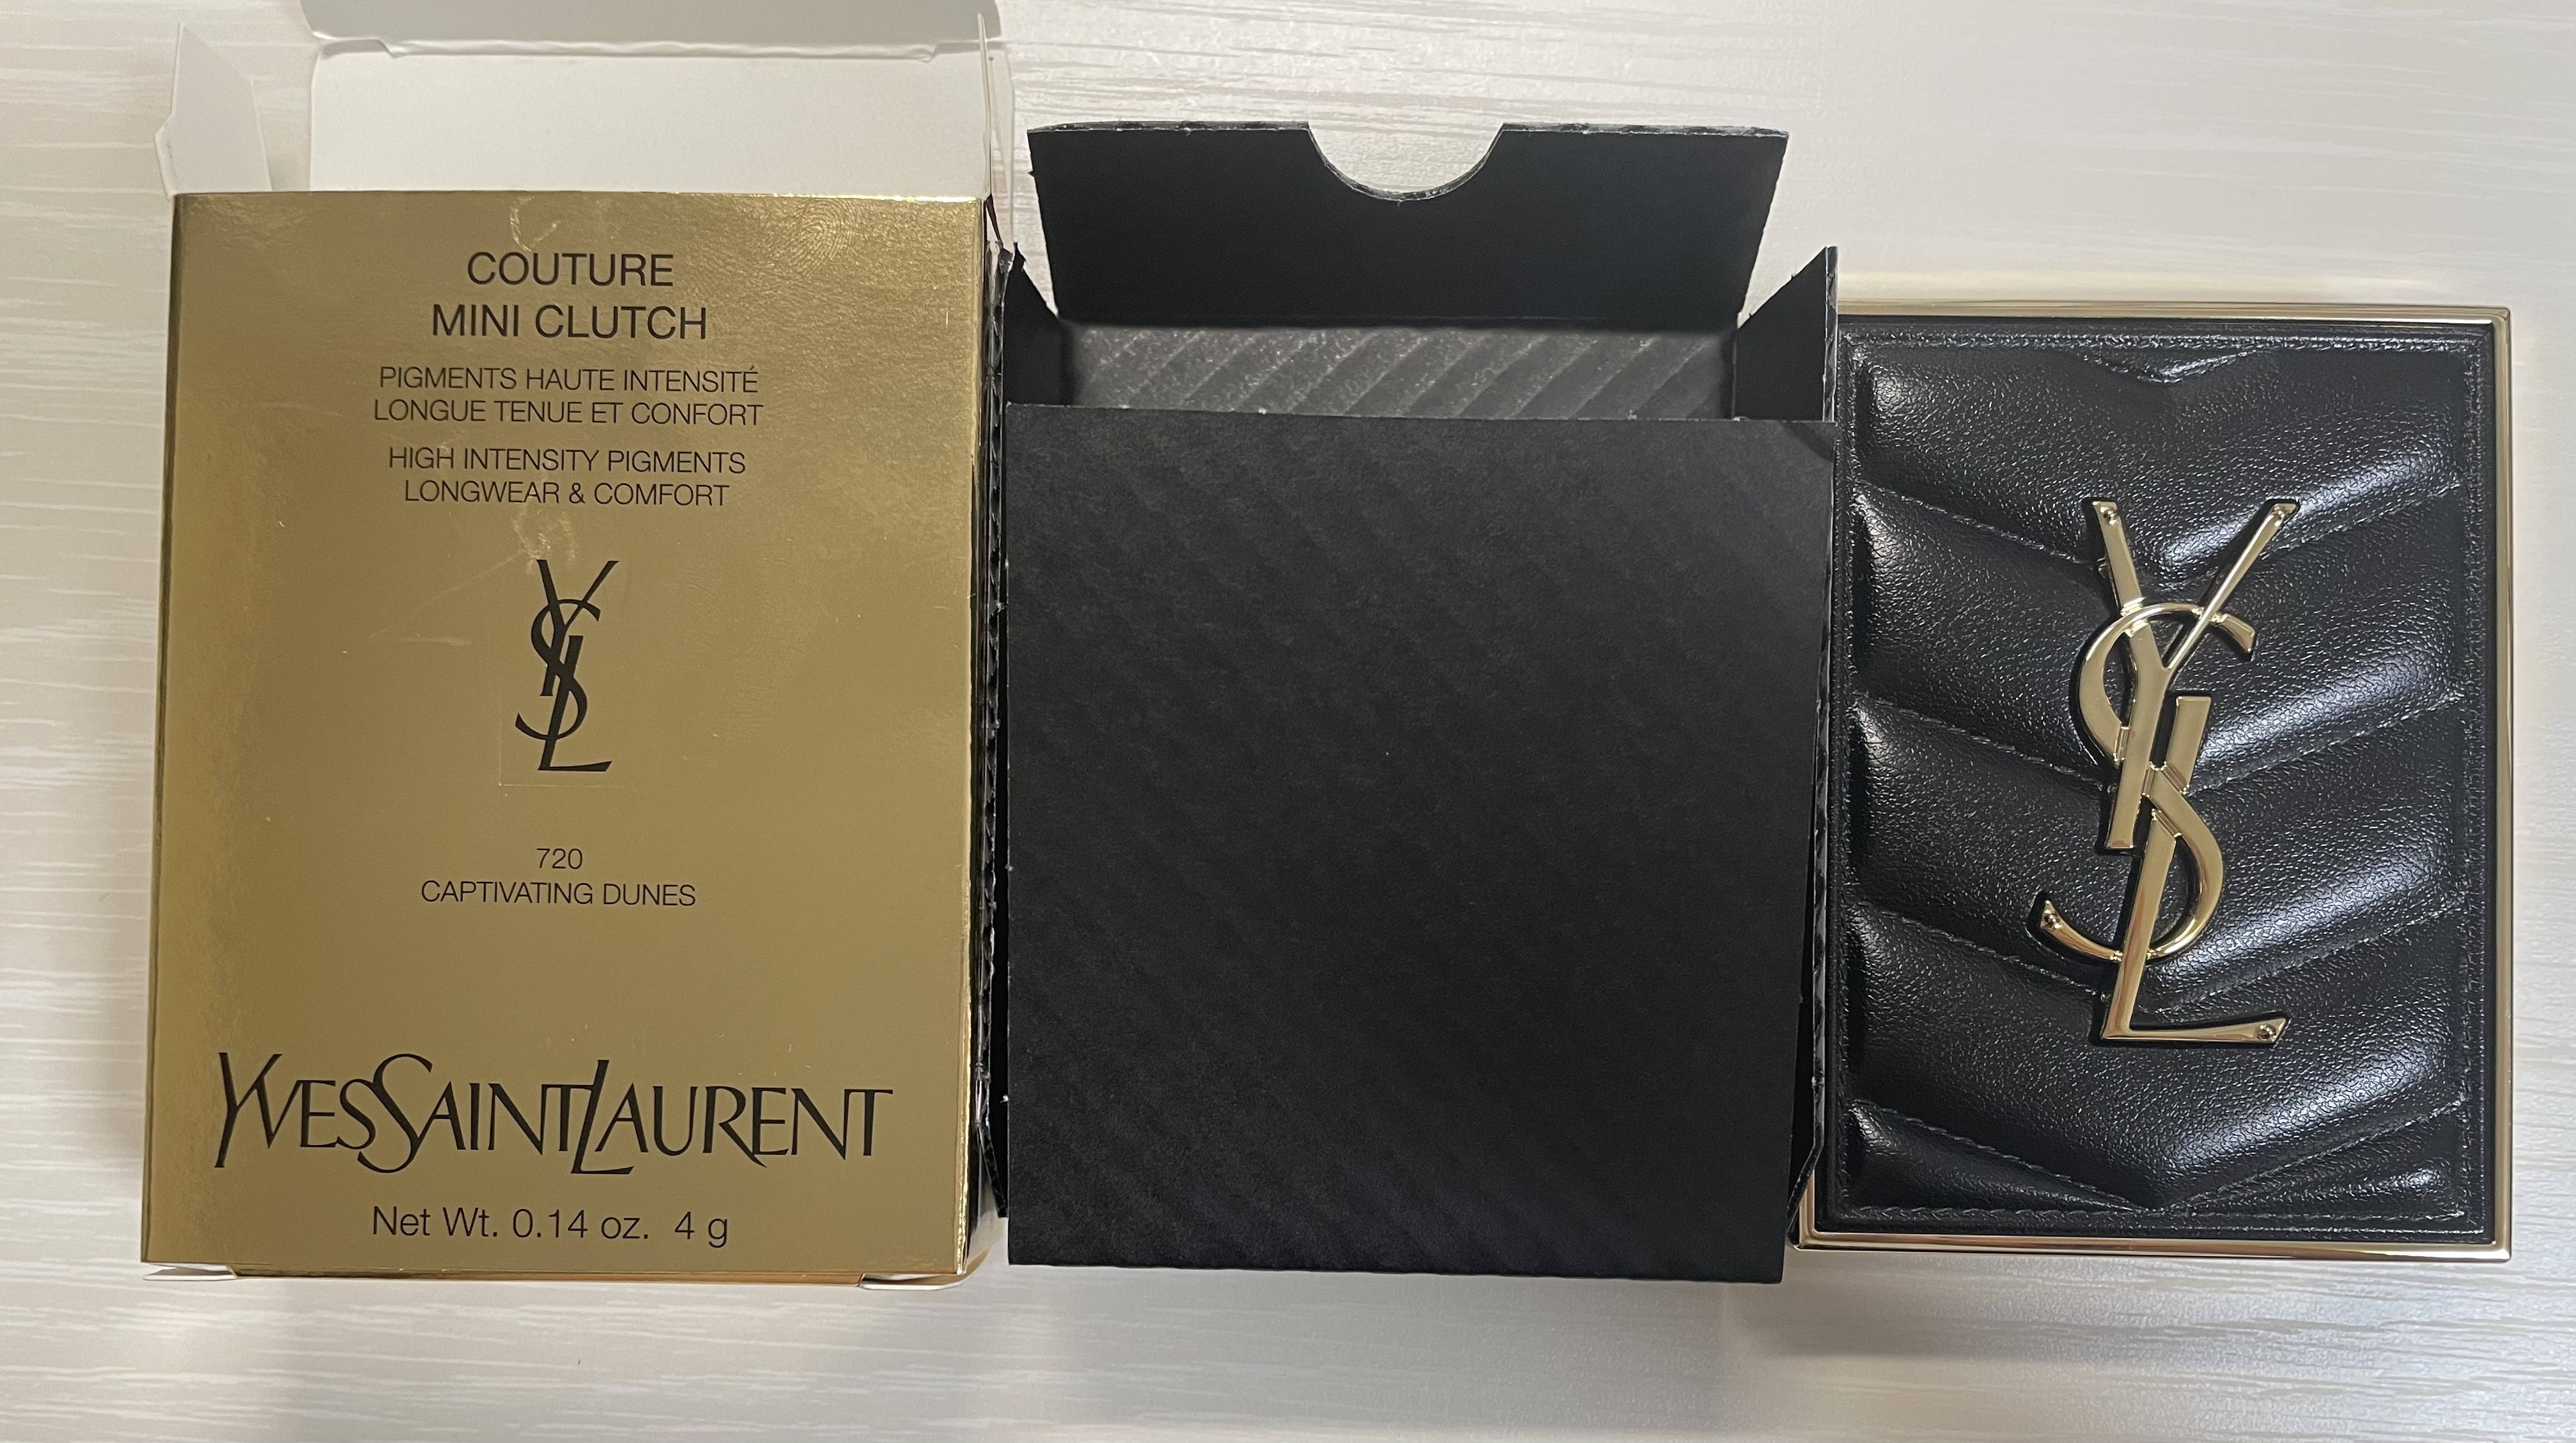 COUTURE
MINI CLUTCH
PIGMENTS HAUTE INTENSITÉ
LONGUE TENUE ET CONFORT
HIGH INTENSITY PIGMENTS
LONGWEAR & COMFORT
YSL
720
CAPTIVATING DUNES
YVESSAINTLAURENT
Net Wt. 0.14 oz. 4 g
YSL